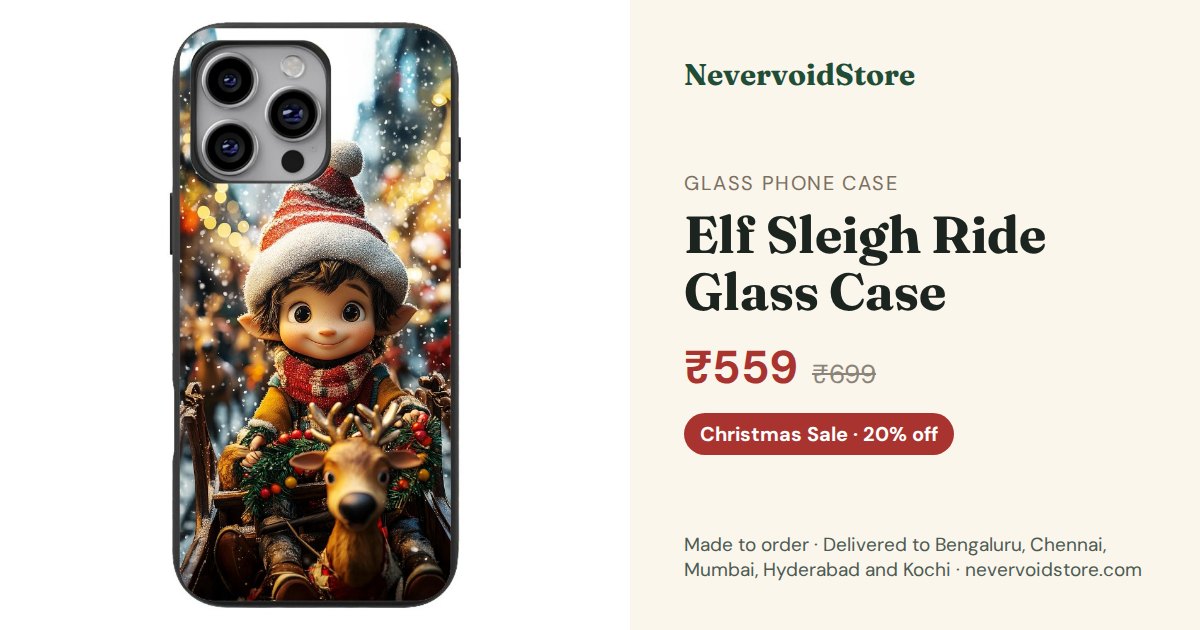 NevervoidStore
GLASS PHONE CASE
Elf Sleigh Ride
Glass Case
₹559 ₹699
Christmas Sale · 20% off
Made to order · Delivered to Bengaluru, Chennai,
Mumbai, Hyderabad and Kochi · nevervoidstore.com